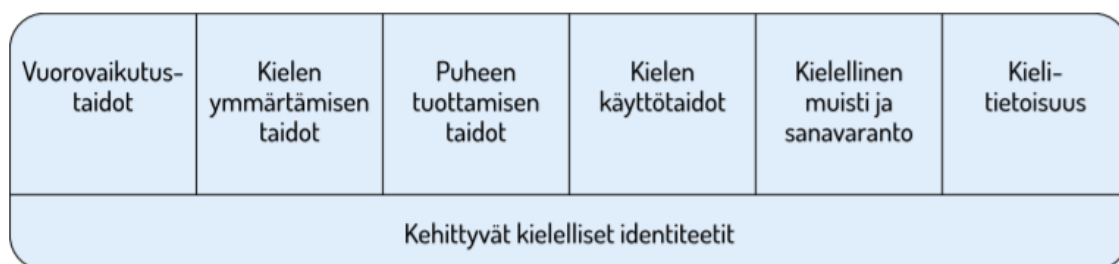 Vuorovaikutus-
taidot
Kielen
ymmärtämisen
taidot
Puheen
tuottamisen
taidot
Kielen
käyttötaidot
Kielellinen
muisti ja
sanavaranto
Kieli-
tietoisuus
Kehittyvät kielelliset identiteetit